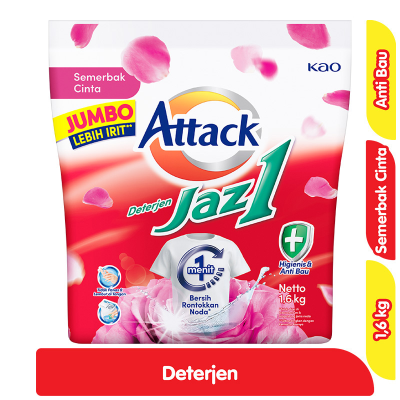 Semerbak
Cinta
KAO
JUMBO
LEBIH IRIT**
Attack
Deterjen
Jaz1
1
menit
Bersih
Rontokkan
Noda*
Higienis &
Anti Bau
Netto
1.6 kg
Anti Bau
Semerbak Cinta
1,6kg
Deterjen